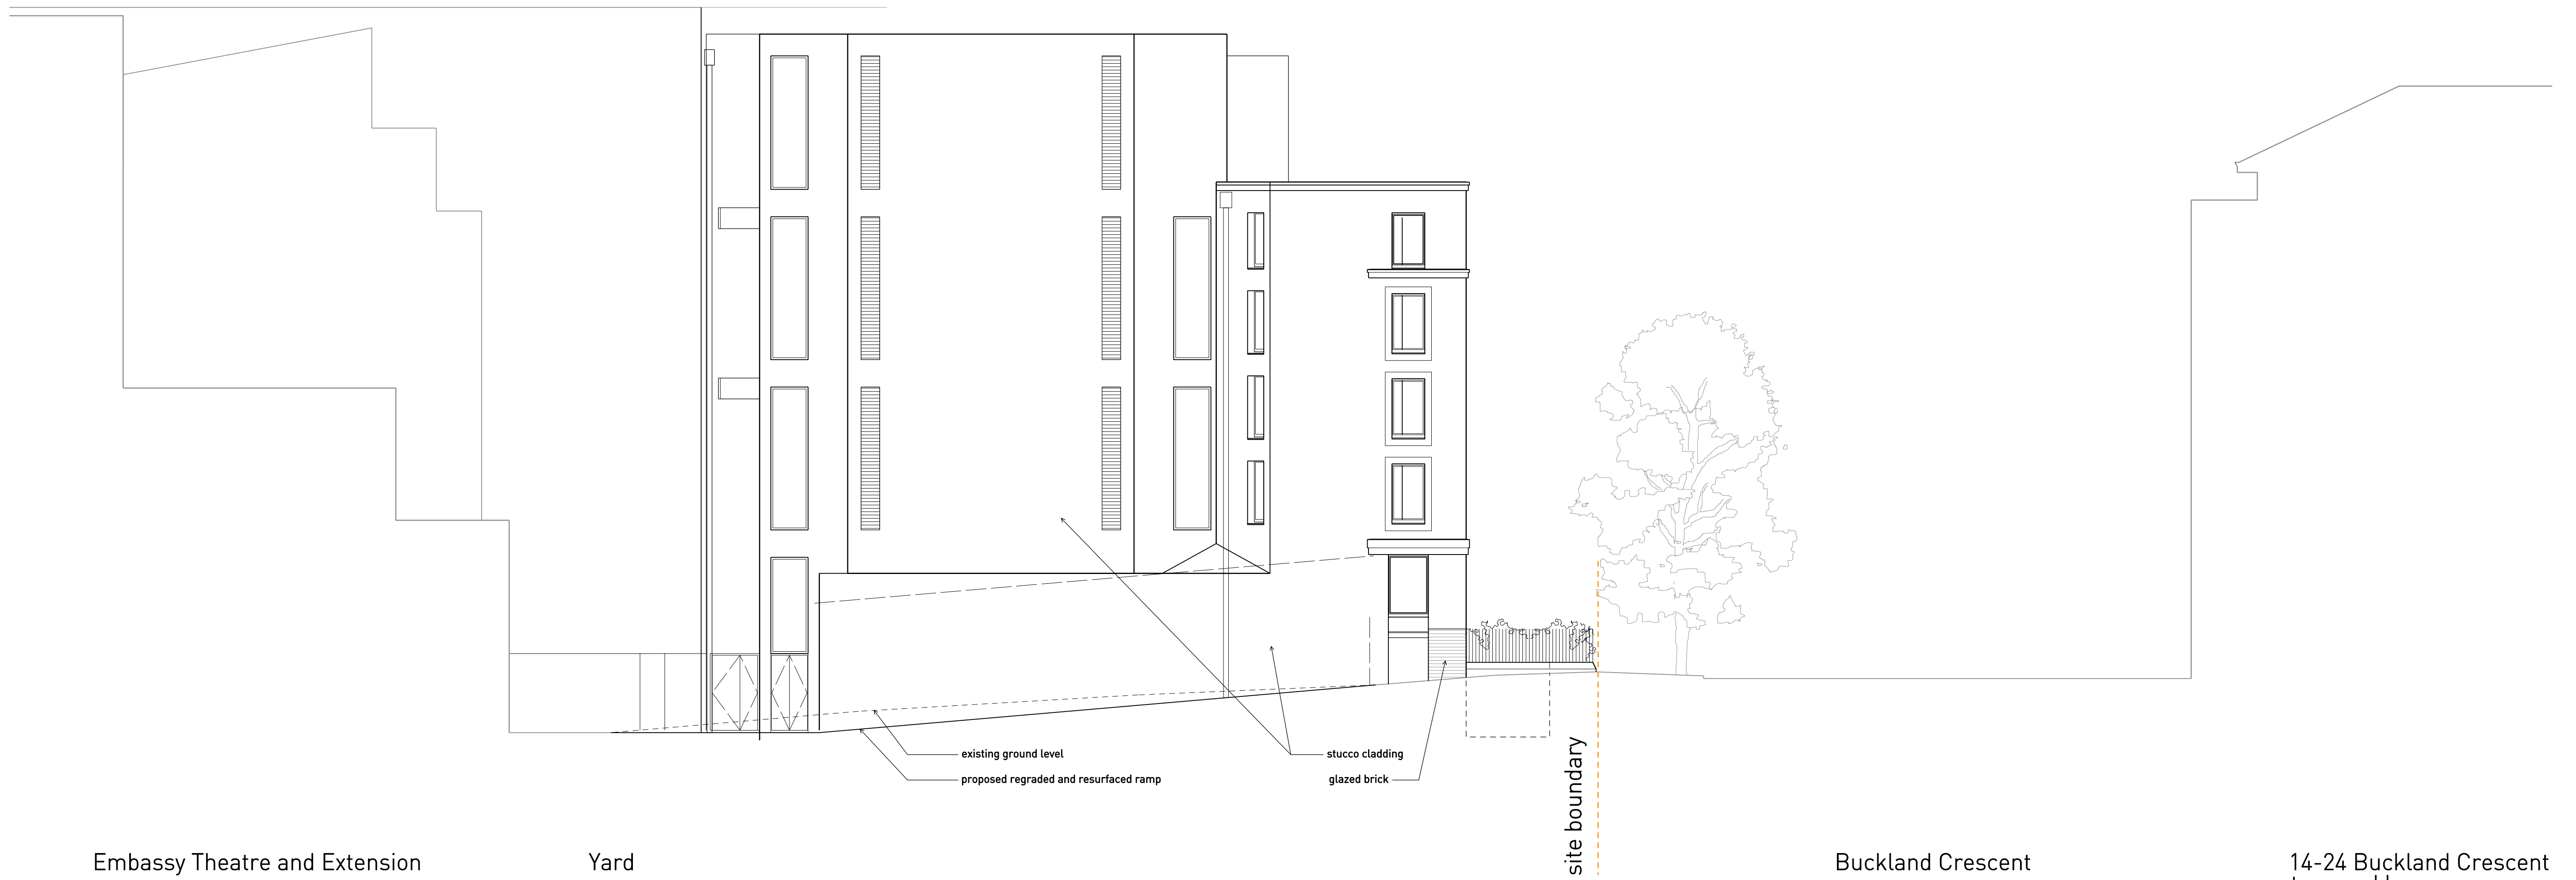 existing ground level
proposed regraded and resurfaced ramp
stucco cladding
glazed brick
site boundary
Embassy Theatre and Extension
Yard
Buckland Crescent
14-24 Buckland Crescent